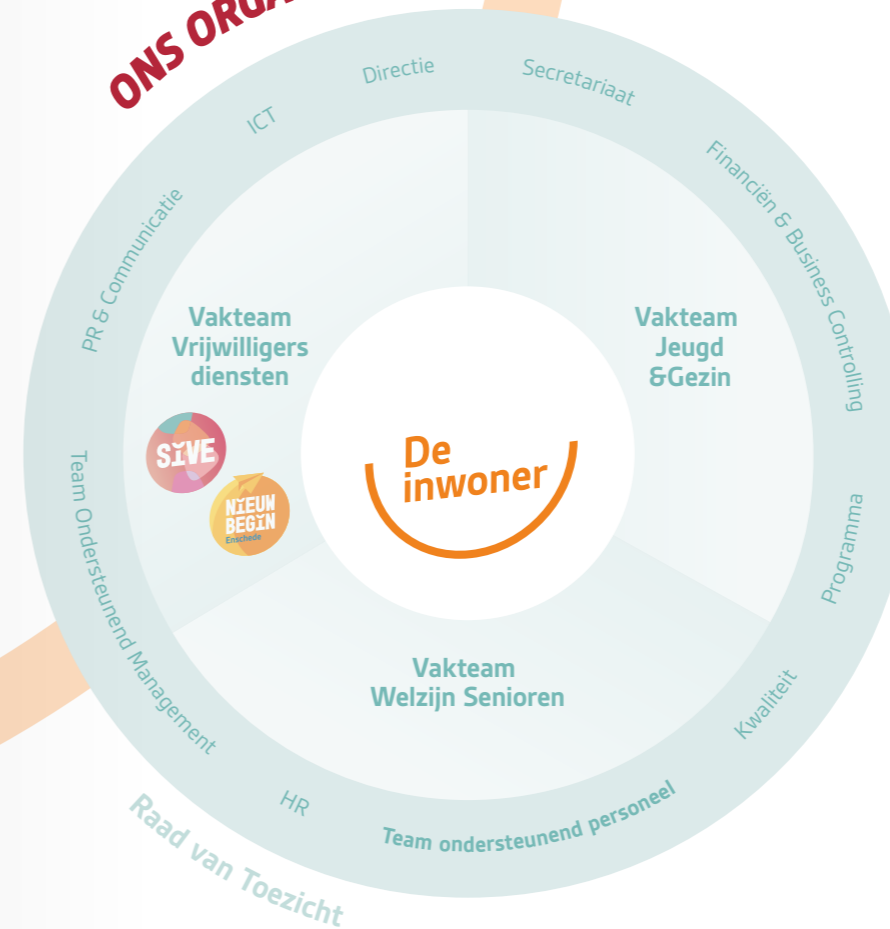 ONS ORGA
Directie
Secretariaat
ICT
Financiën & Business Controlling
PR & Communicatie
Vakteam
Vrijwilligers
diensten
Vakteam
Jeugd
&Gezin
SIVE
NIEUW
BEGIN
Enschede
De
inwoner
Team Ondersteunend Management
Programma
Vakteam
Welzijn Senioren
Kwaliteit
HR
Team ondersteunend personeel
Raad van Toezicht